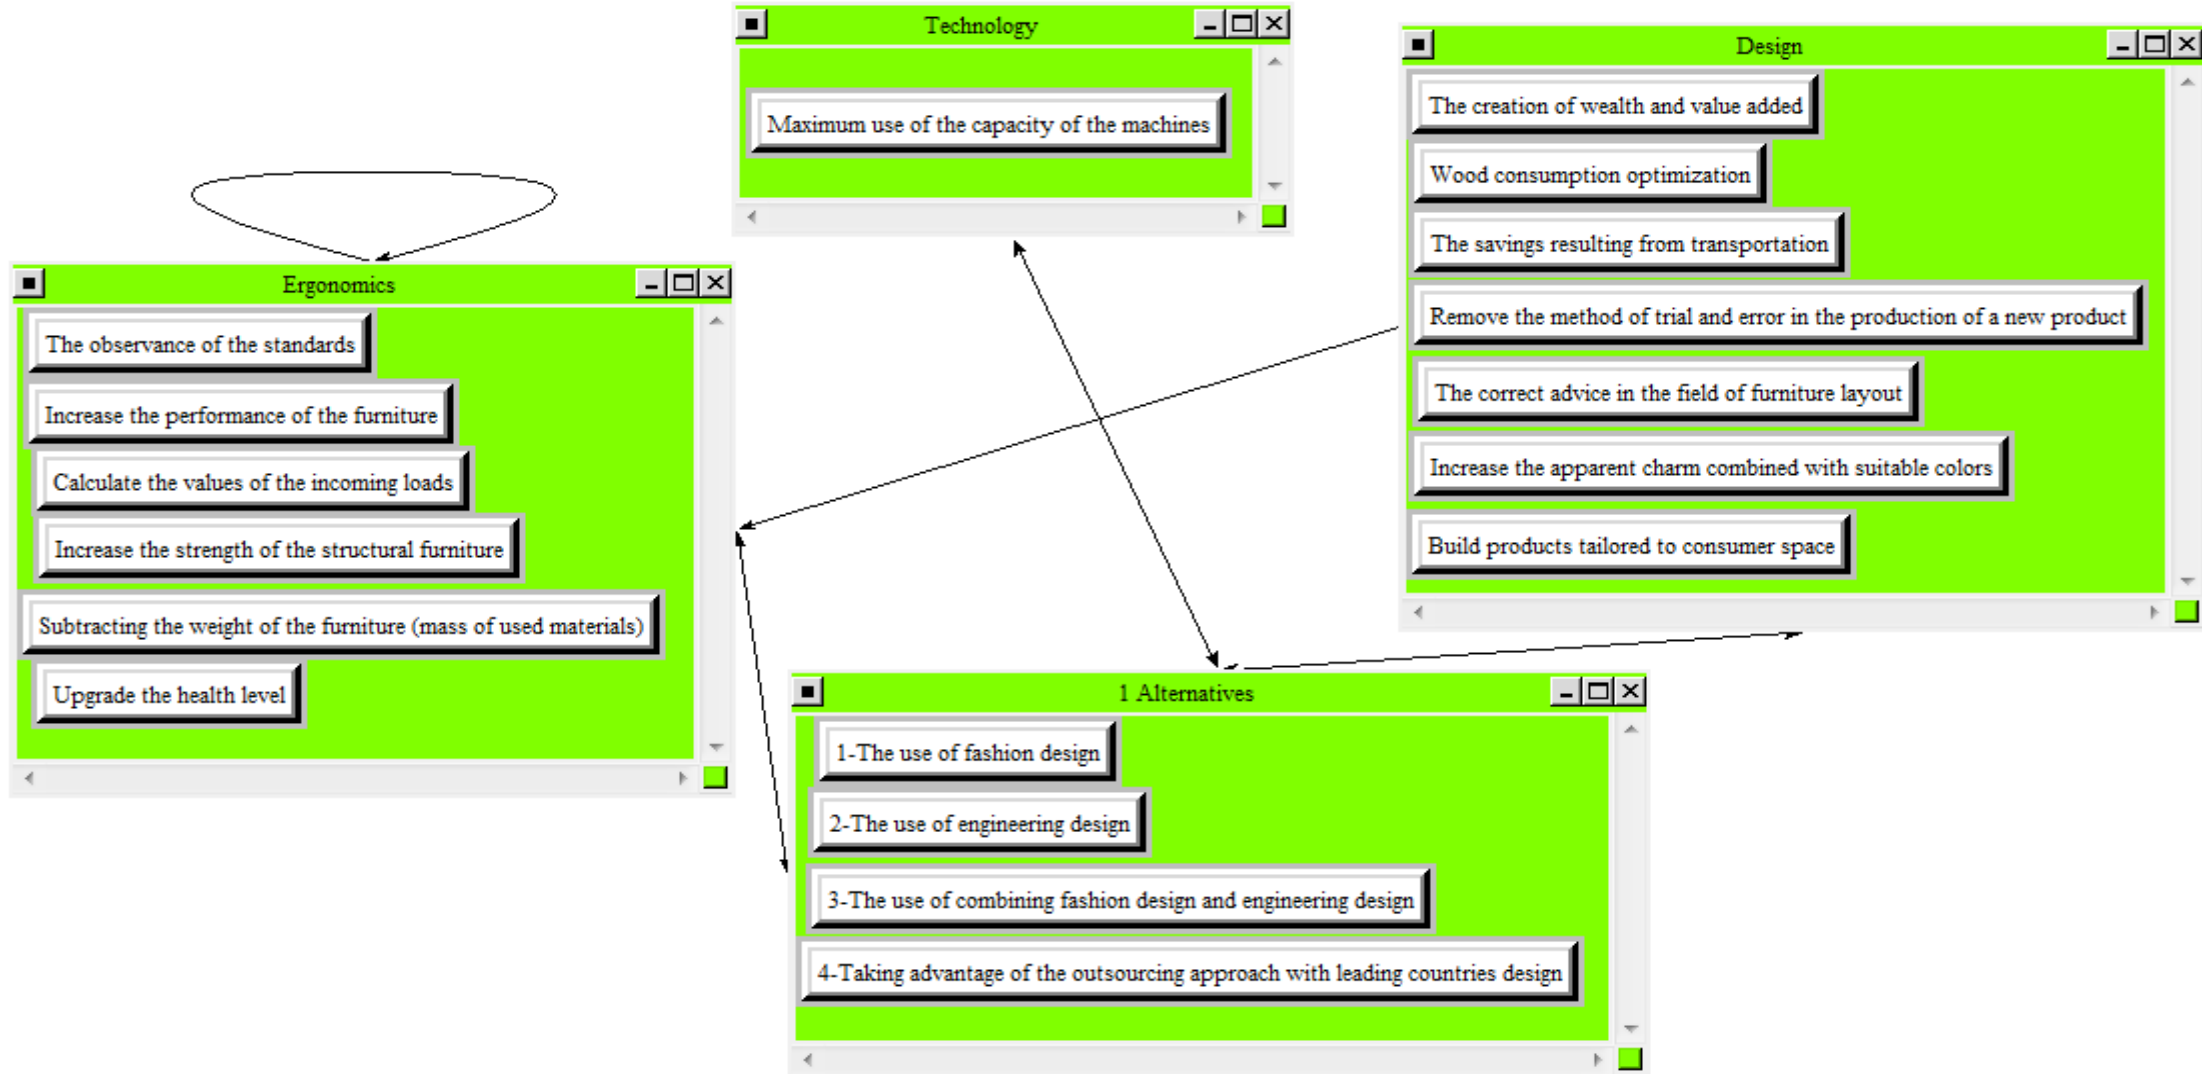 Technology
Maximum use of the capacity of the machines
Design
The creation of wealth and value added
Wood consumption optimization
The savings resulting from transportation
Remove the method of trial and error in the production of a new product
The correct advice in the field of furniture layout
Increase the apparent charm combined with suitable colors
Build products tailored to consumer space
Ergonomics
The observance of the standards
Increase the performance of the furniture
Calculate the values of the incoming loads
Increase the strength of the structural furniture
Subtracting the weight of the furniture (mass of used materials)
Upgrade the health level
1 Alternatives
1-The use of fashion design
2-The use of engineering design
3-The use of combining fashion design and engineering design
4-Taking advantage of the outsourcing approach with leading countries design